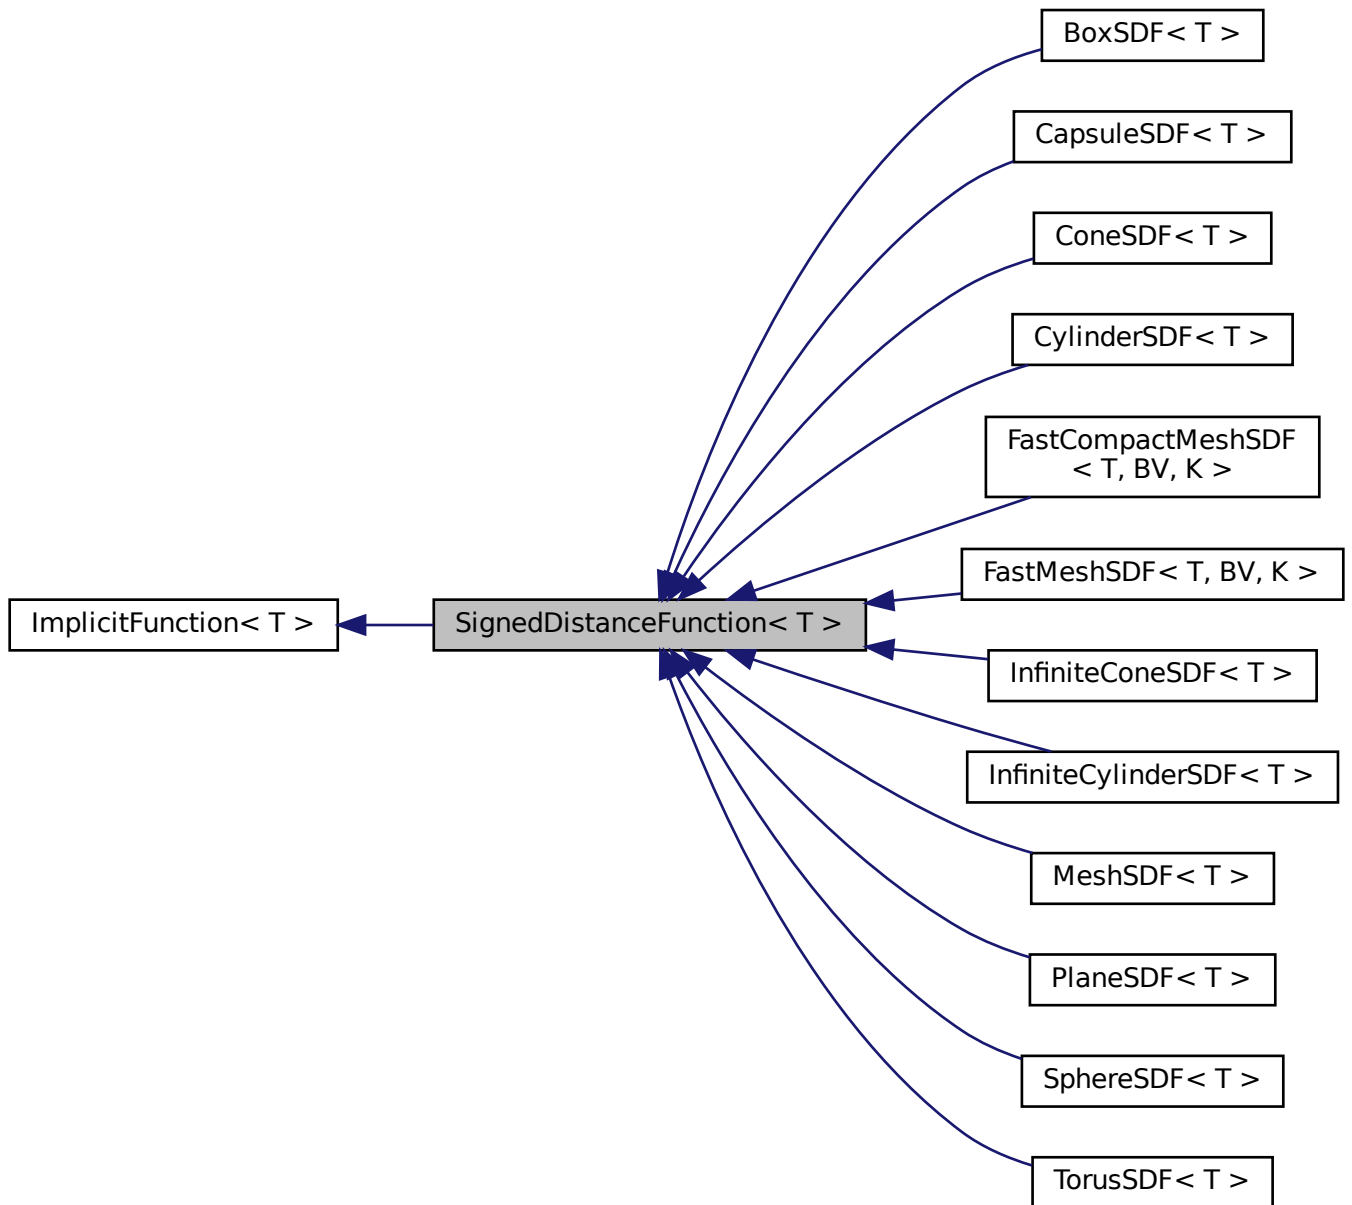 BoxSDF< T >
CapsuleSDF< T >
ConeSDF< T >
CylinderSDF< T >
FastCompactMeshSDF
< T, BV, K >
FastMeshSDF< T, BV, K >
ImplicitFunction< T >
SignedDistanceFunction< T >
InfiniteConeSDF< T >
InfiniteCylinderSDF< T >
MeshSDF< T >
PlaneSDF< T >
SphereSDF< T >
TorusSDF< T >